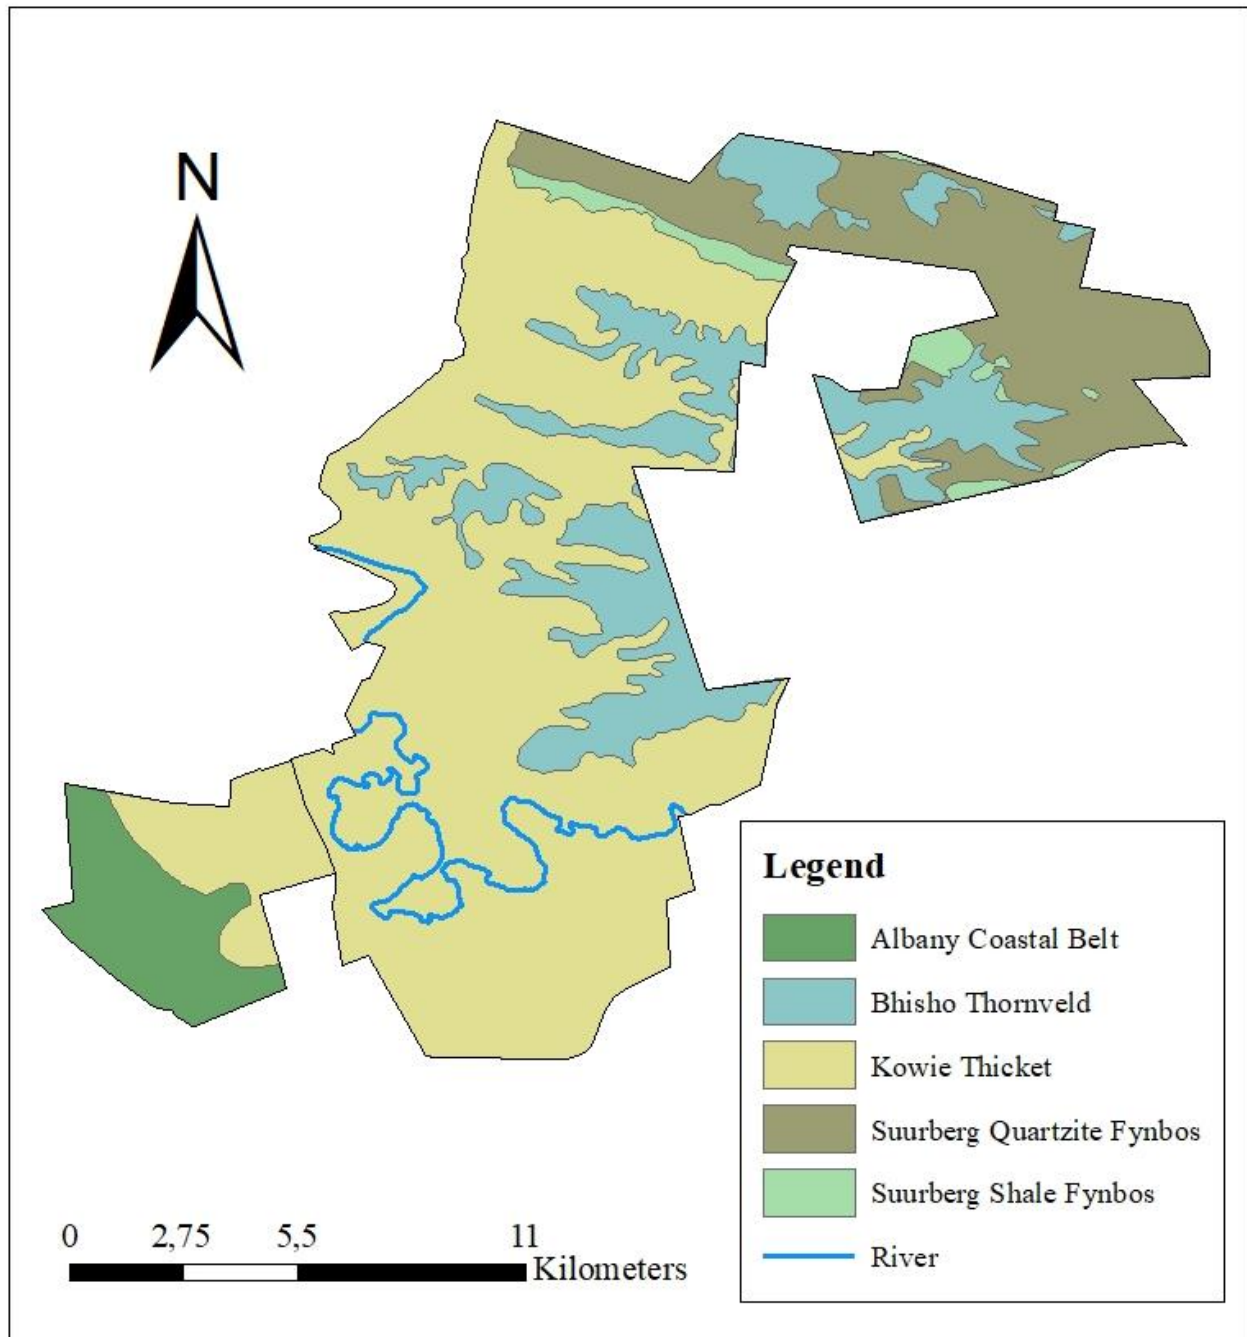 N
Legend
Albany Coastal Belt
Bhisho Thornveld
Kowie Thicket
Suurberg Quartzite Fynbos
Suurberg Shale Fynbos
River
0 2,75 5,5 11
Kilometers